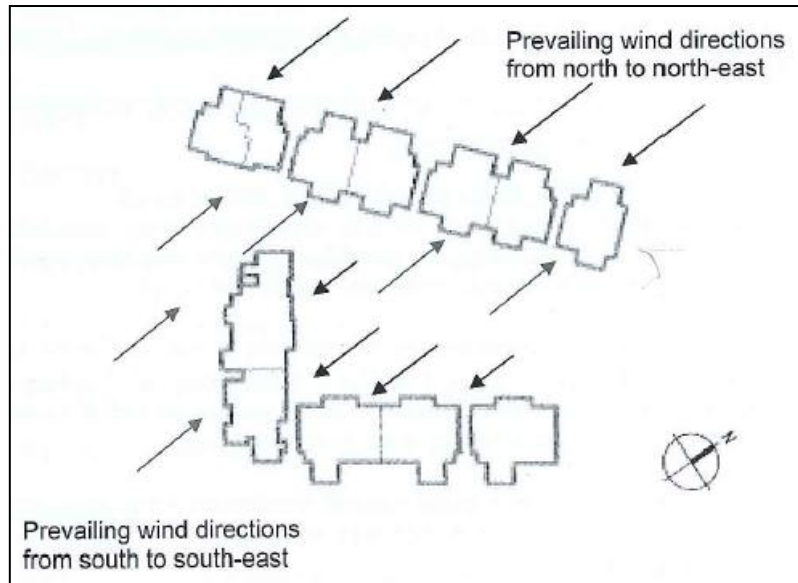 Prevailing wind directions
from north to north-east
N
Prevailing wind directions
from south to south-east